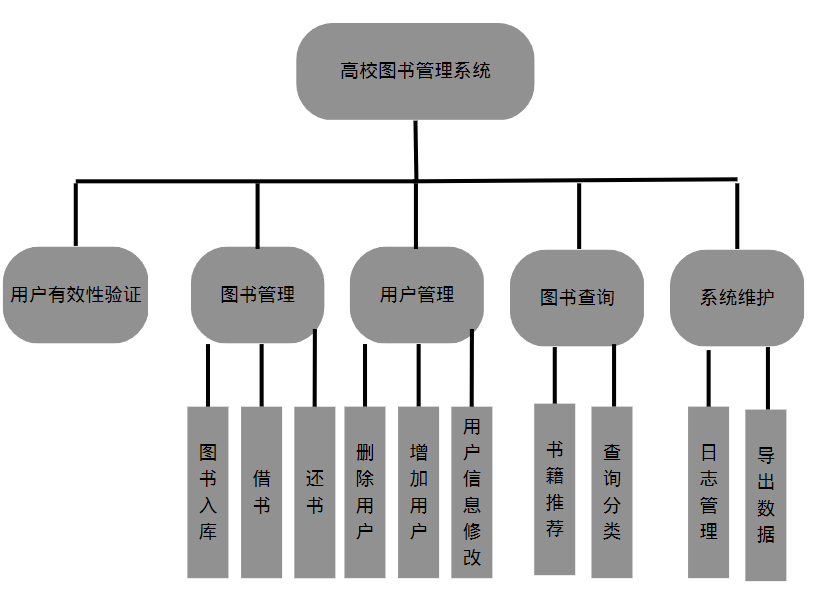 高校图书管理系统
用户有效性验证
图书管理
用户管理
图书查询
系统维护
图书入库
借书
还书
删除用户
增加用户
用户信息修改
书籍推荐
查询分类
日志管理
导出数据